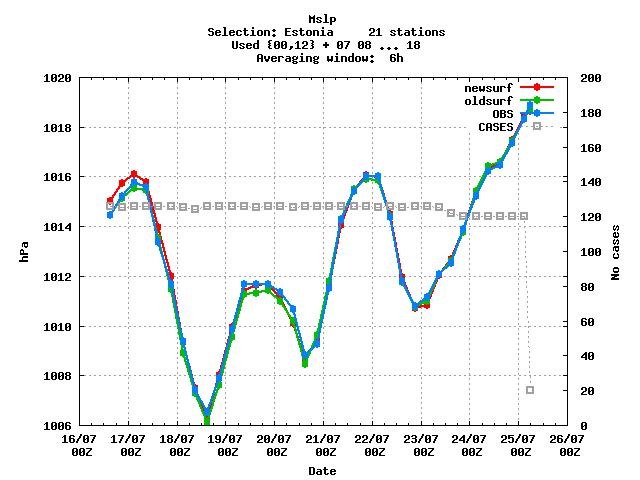 Mslp
Selection: Estonia     21 stations
Used {00,12} + 07 08 ... 18
Averaging window:  6h
newsurf
oldsurf
OBS
CASES
hPa
1020
1018
1016
1014
1012
1010
1008
1006
No cases
200
180
160
140
120
100
80
60
40
20
0
16/07 17/07 18/07 19/07 20/07 21/07 22/07 23/07 24/07 25/07 26/07
00Z 00Z 00Z 00Z 00Z 00Z 00Z 00Z 00Z 00Z 00Z
Date